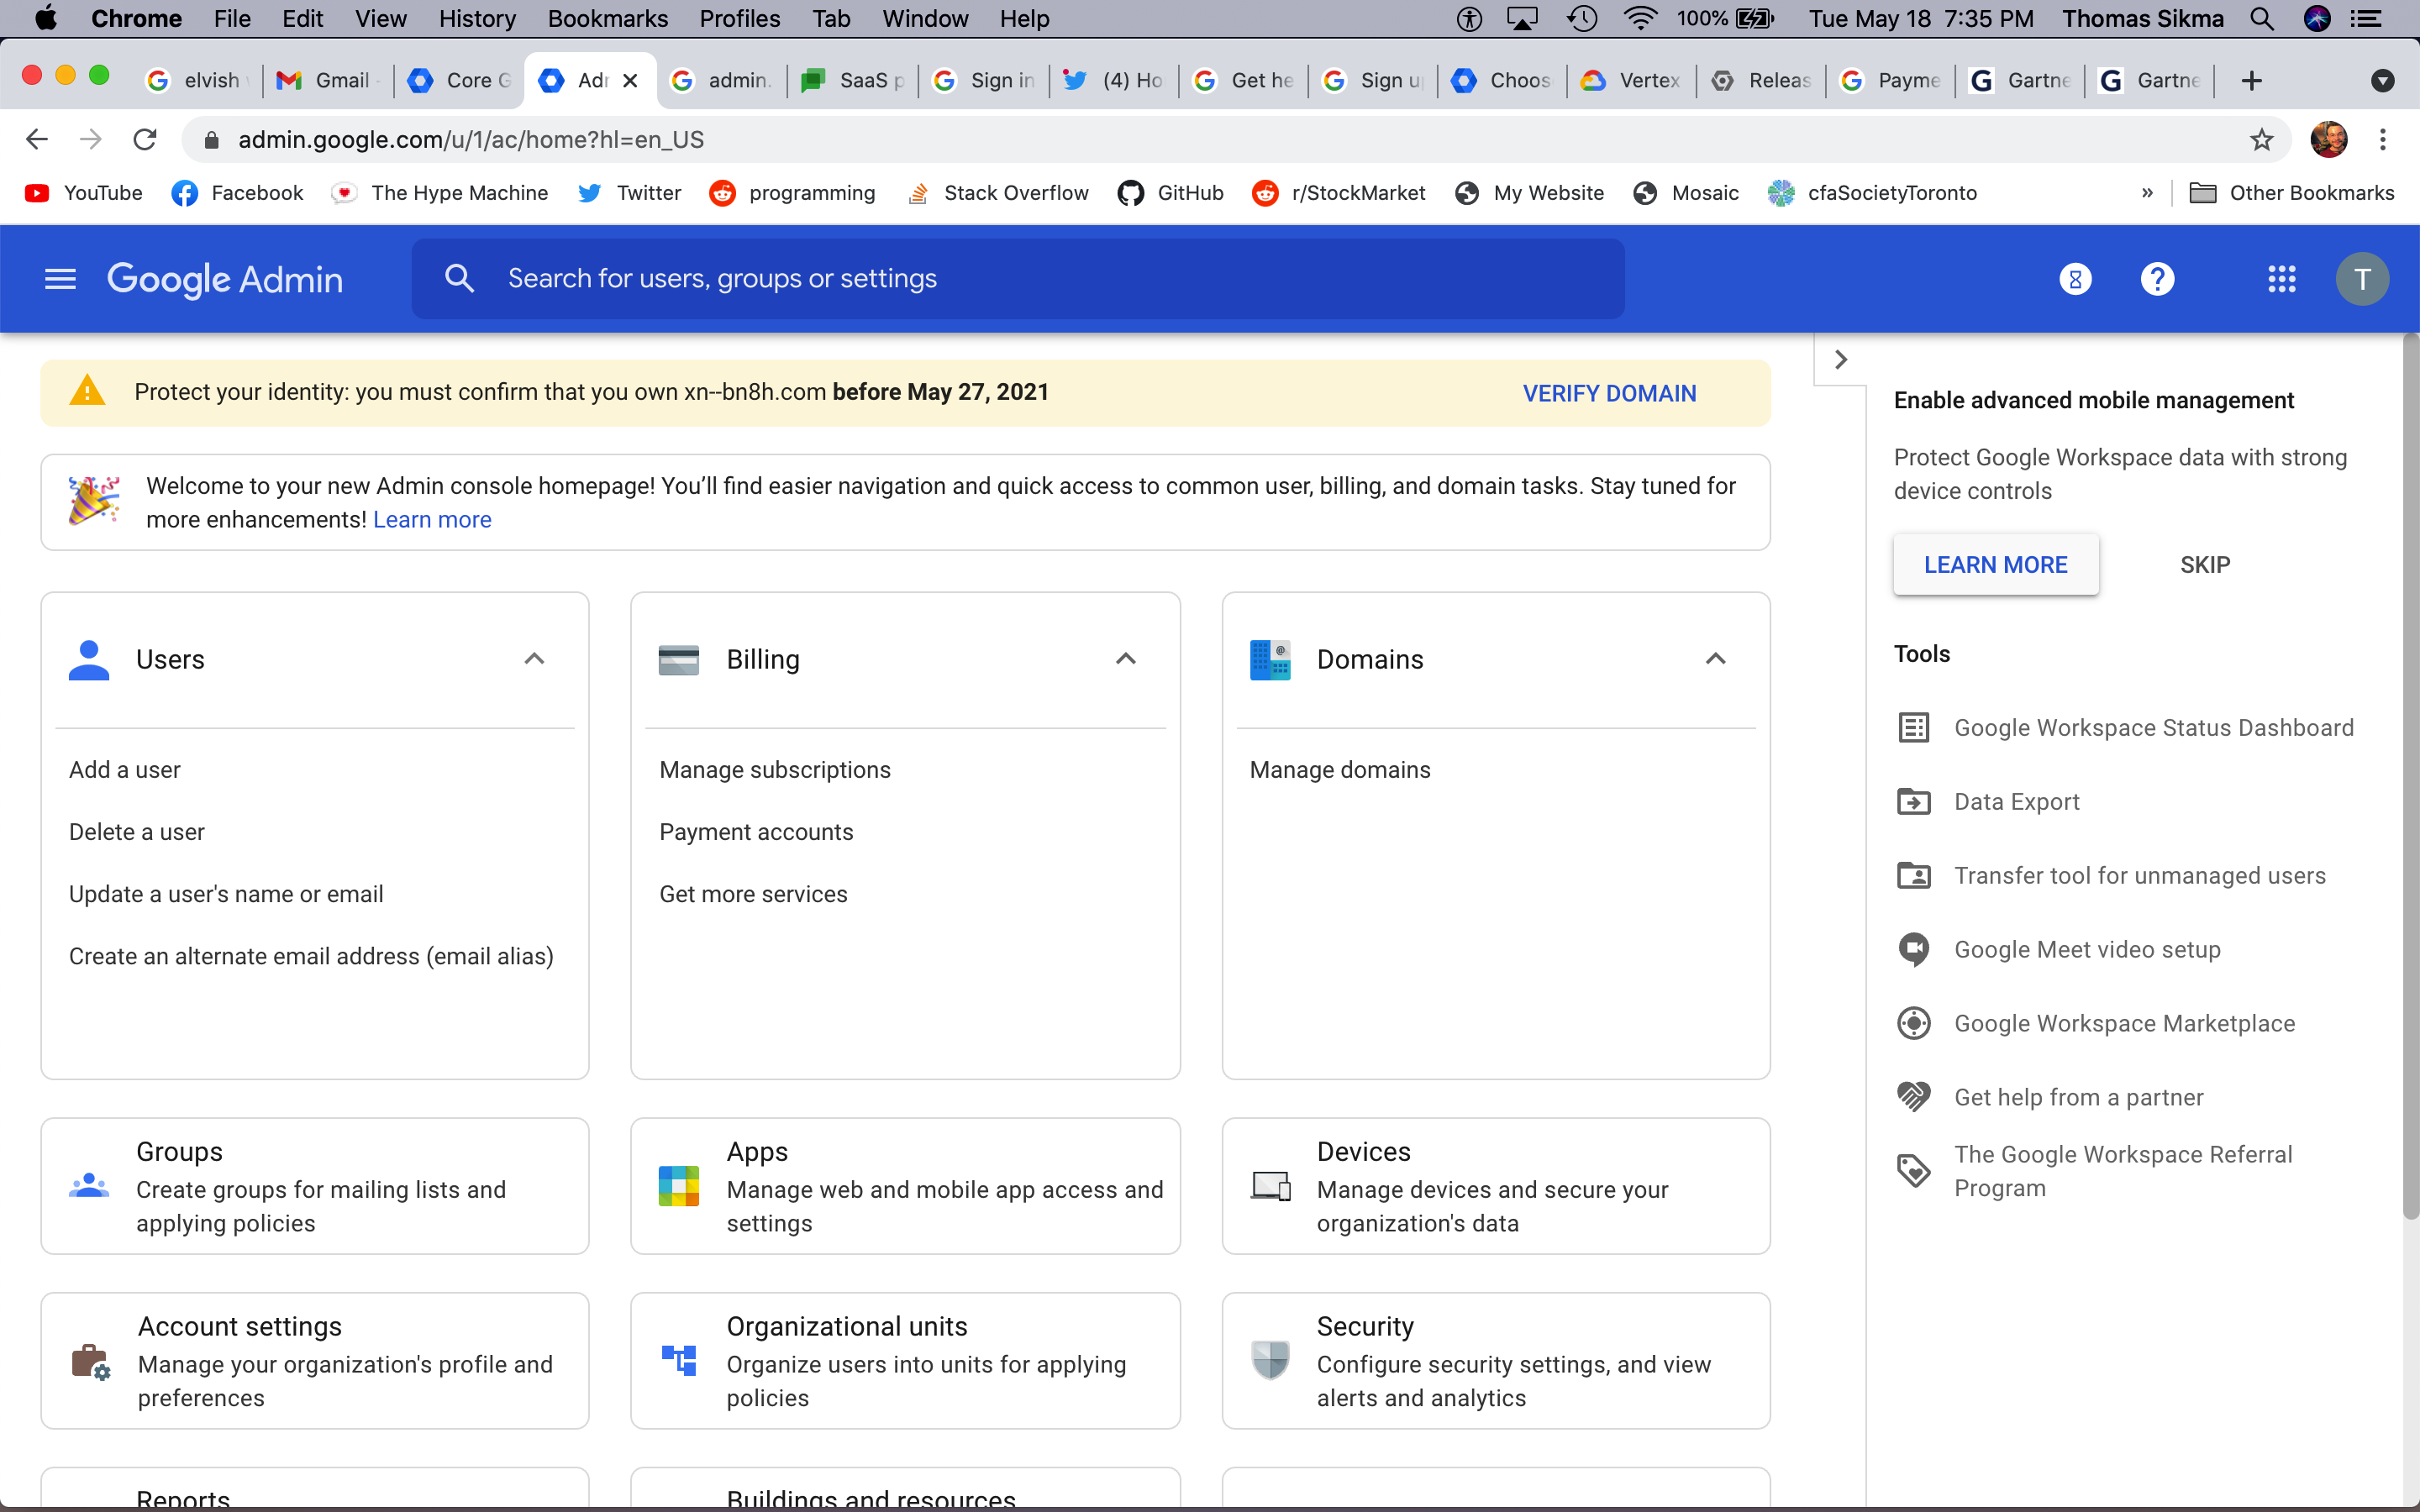 Chrome File Edit View History Bookmarks Profiles Tab Window Help 100% Tue May 18 7:35 PM Thomas Sikma
elvish Gmail - Core G Adr admin. SaaS p Sign in (4) Ho Get he Sign u Choos Vertex Releas Payme Gartne Gartne
admin.google.com/u/1/ac/home?hl=en_US
YouTube Facebook The Hype Machine Twitter programming Stack Overflow GitHub r/StockMarket My Website Mosaic cfaSocietyToronto » Other Bookmarks
Google Admin Search for users, groups or settings T
Protect your identity: you must confirm that you own xn--bn8h.com before May 27, 2021 VERIFY DOMAIN
Welcome to your new Admin console homepage! You’ll find easier navigation and quick access to common user, billing, and domain tasks. Stay tuned for
more enhancements! Learn more
Users
Add a user
Delete a user
Update a user's name or email
Create an alternate email address (email alias)
Billing
Manage subscriptions
Payment accounts
Get more services
Domains
Manage domains
Groups
Create groups for mailing lists and
applying policies
Apps
Manage web and mobile app access and
settings
Devices
Manage devices and secure your
organization's data
Account settings
Manage your organization's profile and
preferences
Organizational units
Organize users into units for applying
policies
Security
Configure security settings, and view
alerts and analytics
Reports
Buildings and resources
Enable advanced mobile management
Protect Google Workspace data with strong
device controls
LEARN MORE SKIP
Tools
Google Workspace Status Dashboard
Data Export
Transfer tool for unmanaged users
Google Meet video setup
Google Workspace Marketplace
Get help from a partner
The Google Workspace Referral
Program